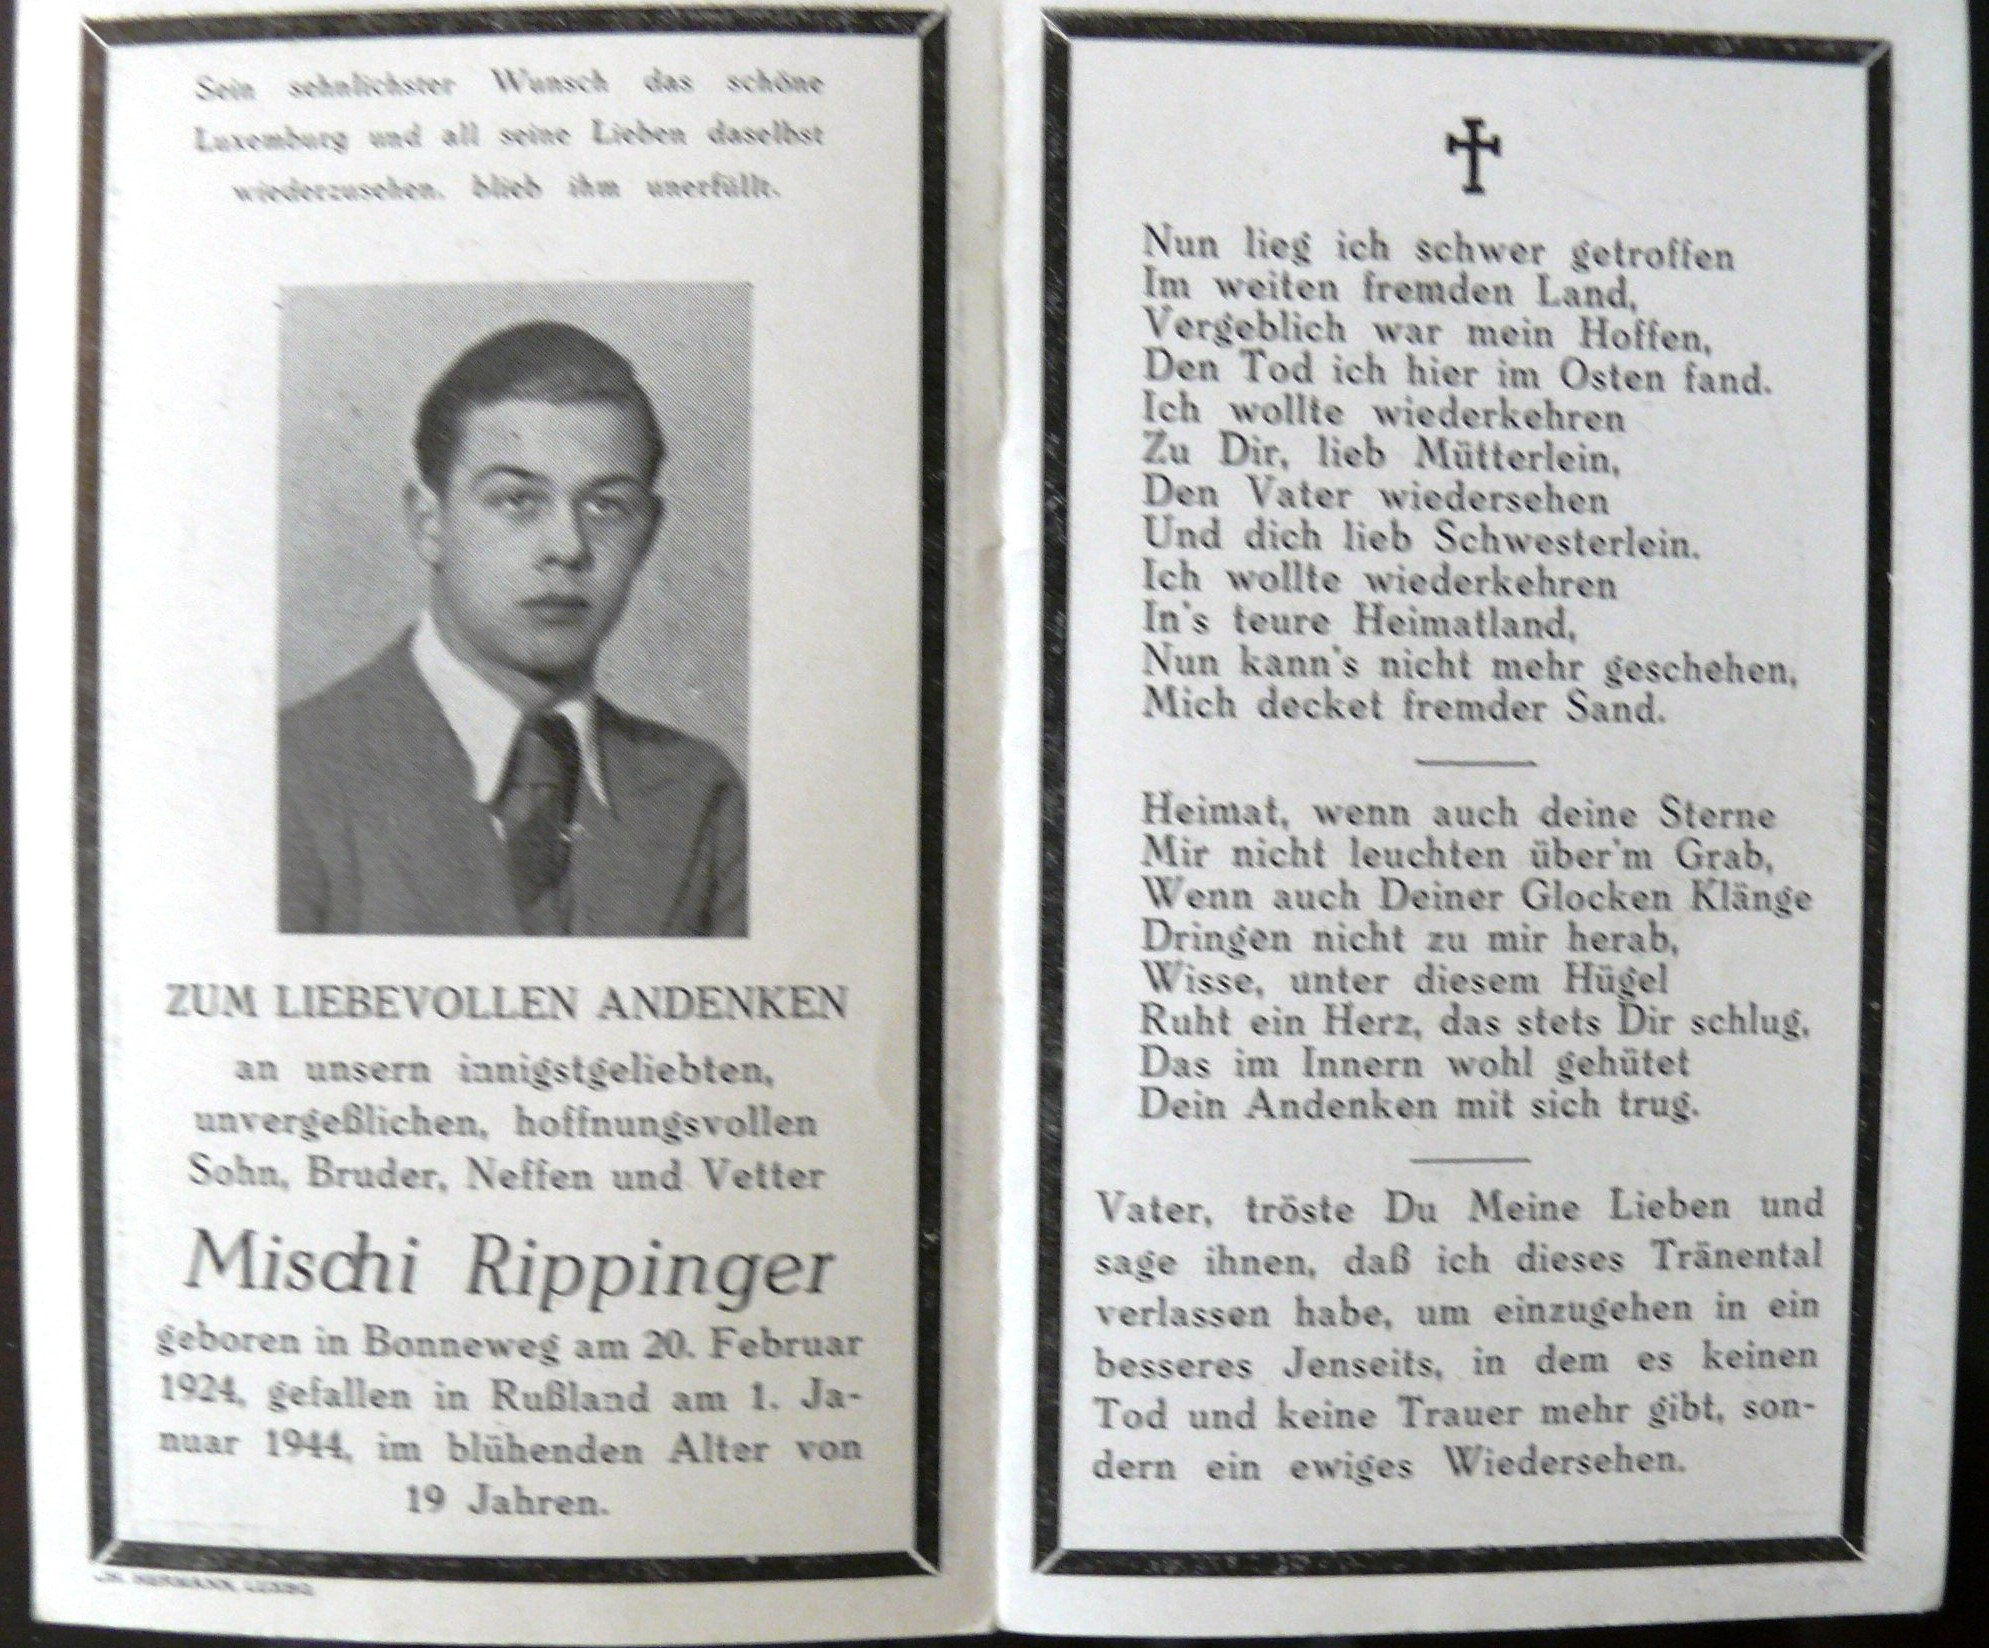 Sein sehnlichster Wunsch das schöne
Luxemburg und all seine Lieben daselbst
wiederzusehen, blieb ihm unerfüllt.
ZUM LIEBEVOLLEN ANDENKEN
an unsern innigstgeliebten,
unvergeßlichen, hoffnungsvollen
Sohn, Bruder, Neffen und Vetter
Mischi Rippinger
geboren in Bonneweg am 20. Februar
1924, gefallen in Rußland am 1. Ja-
nuar 1944, im blühenden Alter von
19 Jahren.
HERMANN, LUXBG
Nun lieg ich schwer getroffen
Im weiten fremden Land,
Vergeblich war mein Hoffen,
Den Tod ich hier im Osten fand.
Ich wollte wiederkehren
Zu Dir, lieb Mütterlein,
Den Vater wiedersehen
Und dich lieb Schwesterlein.
Ich wollte wiederkehren
In's teure Heimatland,
Nun kann's nicht mehr geschehen,
Mich decket fremder Sand.
Heimat, wenn auch deine Sterne
Mir nicht leuchten über'm Grab,
Wenn auch Deiner Glocken Klänge
Dringen nicht zu mir herab,
Wisse, unter diesem Hügel
Ruht ein Herz, das stets Dir schlug,
Das im Innern wohl gehütet
Dein Andenken mit sich trug.
Vater, tröste Du Meine Lieben und
sage ihnen, daß ich dieses Tränental
verlassen habe, um einzugehen in ein
besseres Jenseits, in dem es keinen
Tod und keine Trauer mehr gibt, son-
dern ein ewiges Wiedersehen.